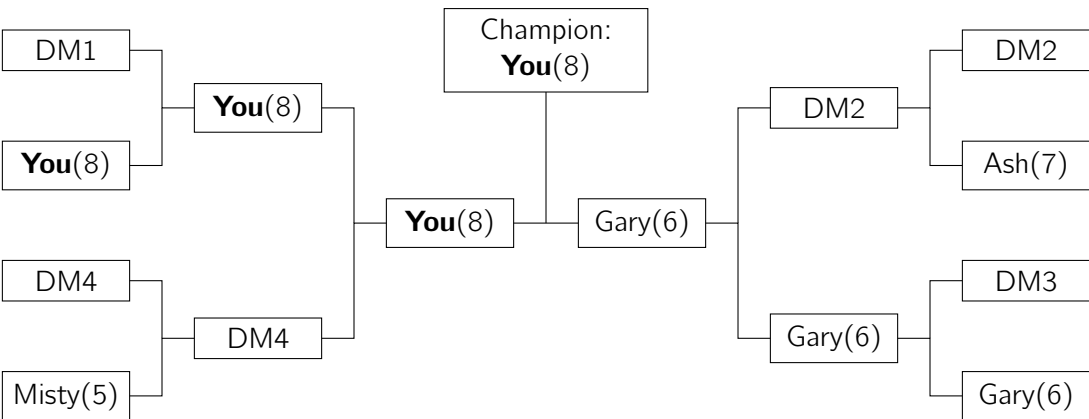 Champion:
You(8)
DM1
You(8)
DM4
Misty(5)
You(8)
DM4
You(8)
Gary(6)
DM2
Gary(6)
DM2
Ash(7)
DM3
Gary(6)